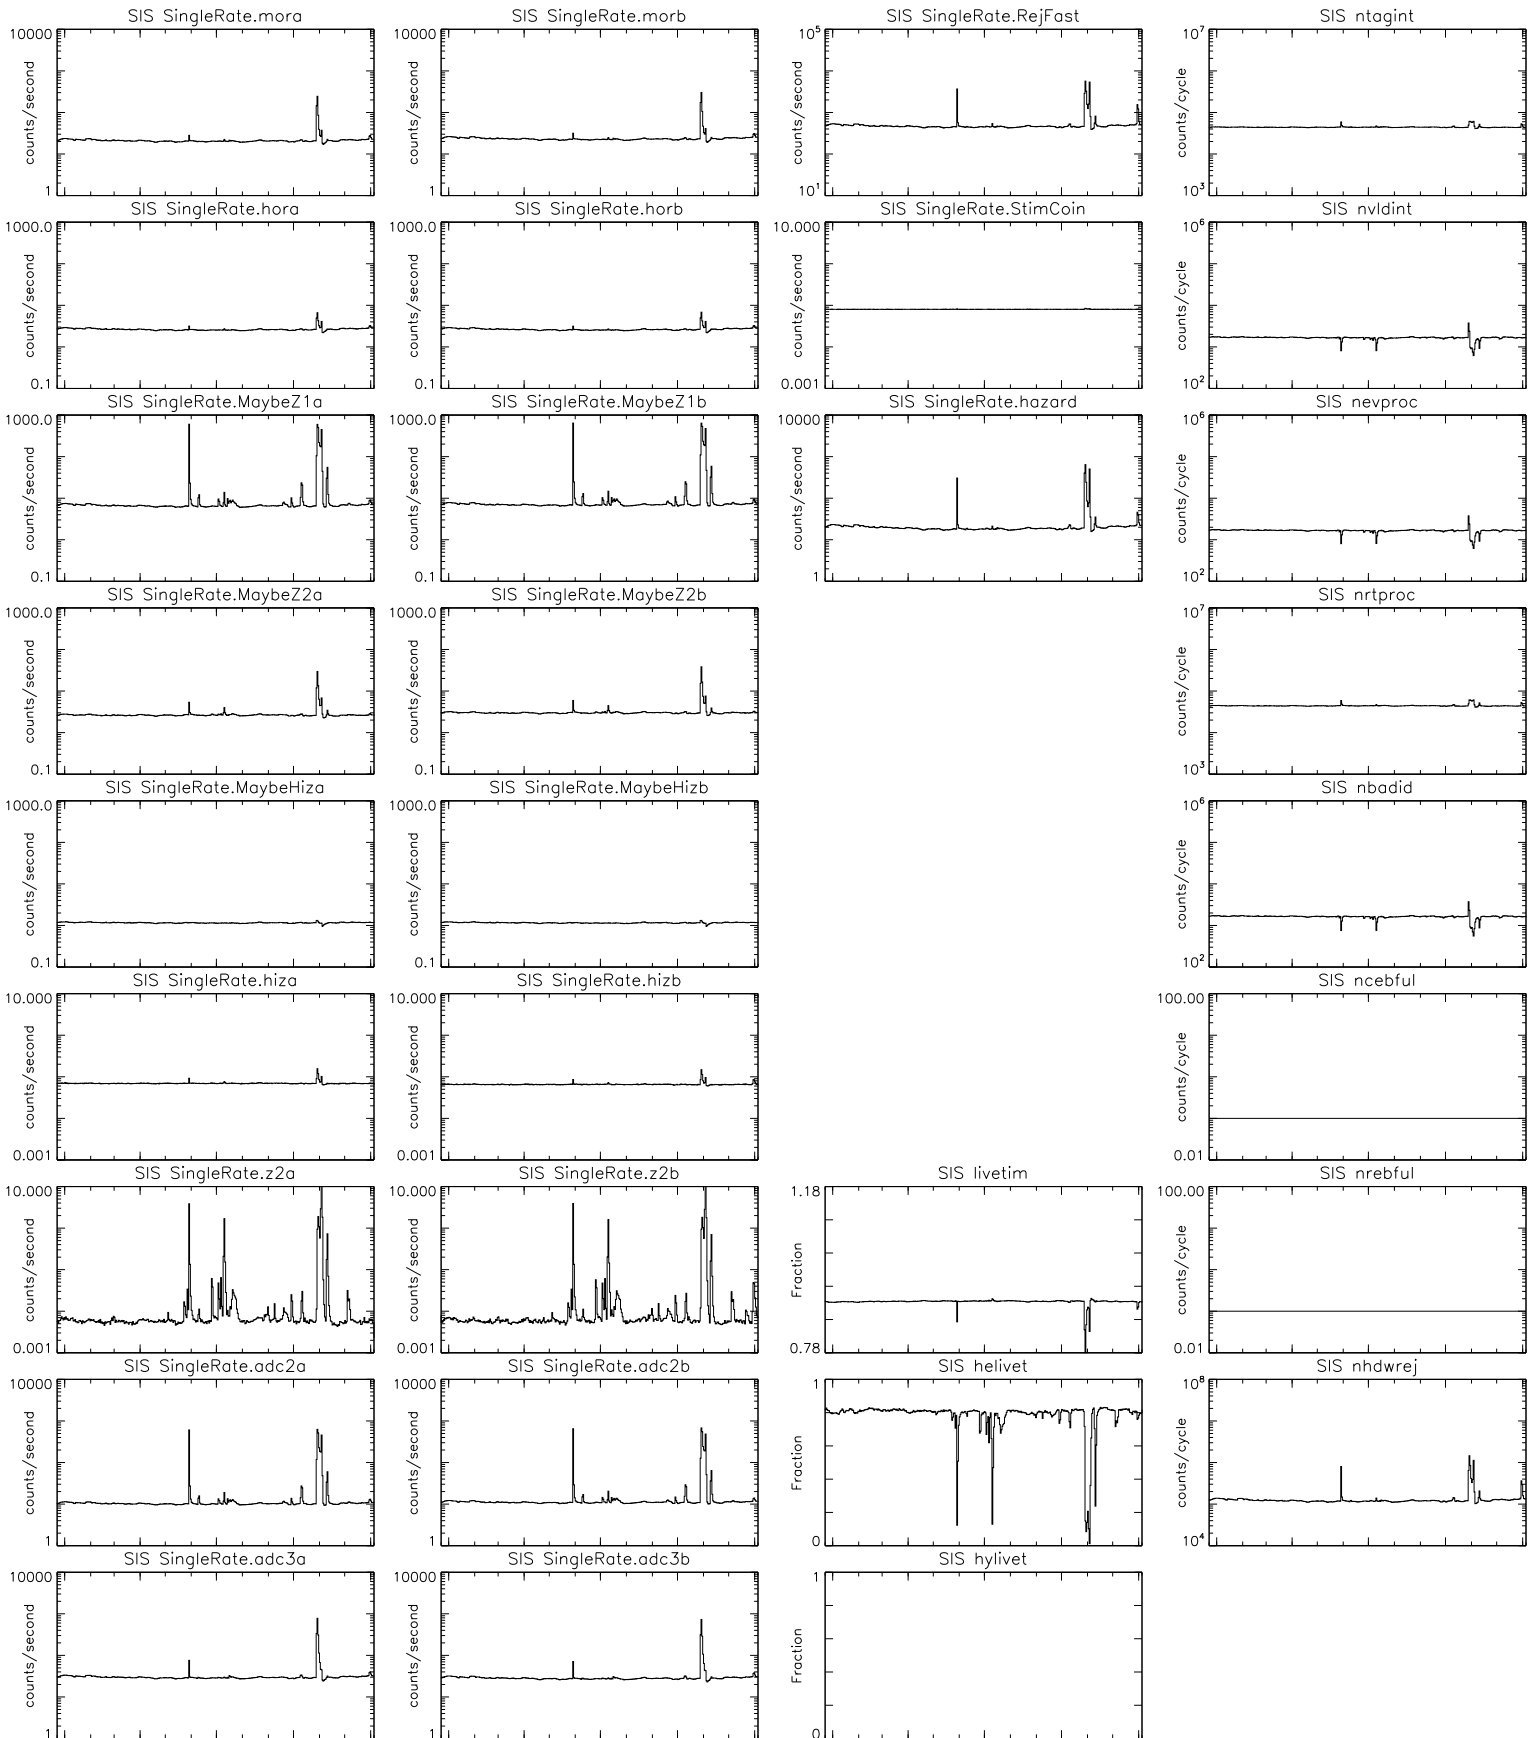 SIS SingleRate.mora SIS SingleRate.morb SIS SingleRate.RejFast SIS ntagint
10000 10000 10^5 10^7
counts/second counts/second counts/second counts/cycle
1 1 10^1 10^3
SIS SingleRate.hora SIS SingleRate.horb SIS SingleRate.StimCoin SIS nvldint
1000.0 1000.0 10.000 10^6
counts/second counts/second counts/second counts/cycle
0.1 0.1 0.001 10^2
SIS SingleRate.MaybeZ1a SIS SingleRate.MaybeZ1b SIS SingleRate.hazard SIS nevproc
1000.0 1000.0 10000 10^6
counts/second counts/second counts/second counts/cycle
0.1 0.1 1 10^2
SIS SingleRate.MaybeZ2a SIS SingleRate.MaybeZ2b SIS nrtproc
1000.0 1000.0 10^7
counts/second counts/second counts/cycle
0.1 0.1 10^3
SIS SingleRate.MaybeHiza SIS SingleRate.MaybeHizb SIS nbadid
1000.0 1000.0 10^6
counts/second counts/second counts/cycle
0.1 0.1 10^2
SIS SingleRate.hiza SIS SingleRate.hizb SIS ncebful
10.000 10.000 100.00
counts/second counts/second counts/cycle
0.001 0.001 0.01
SIS SingleRate.z2a SIS SingleRate.z2b SIS livetim SIS nrebful
10.000 10.000 1.18 100.00
counts/second counts/second Fraction counts/cycle
0.001 0.001 0.78 0.01
SIS SingleRate.adc2a SIS SingleRate.adc2b SIS helivet SIS nhdwrej
10000 10000 1 10^8
counts/second counts/second Fraction counts/cycle
1 1 0 10^4
SIS SingleRate.adc3a SIS SingleRate.adc3b SIS hylivet
10000 10000 1
counts/second counts/second Fraction
1 1 0